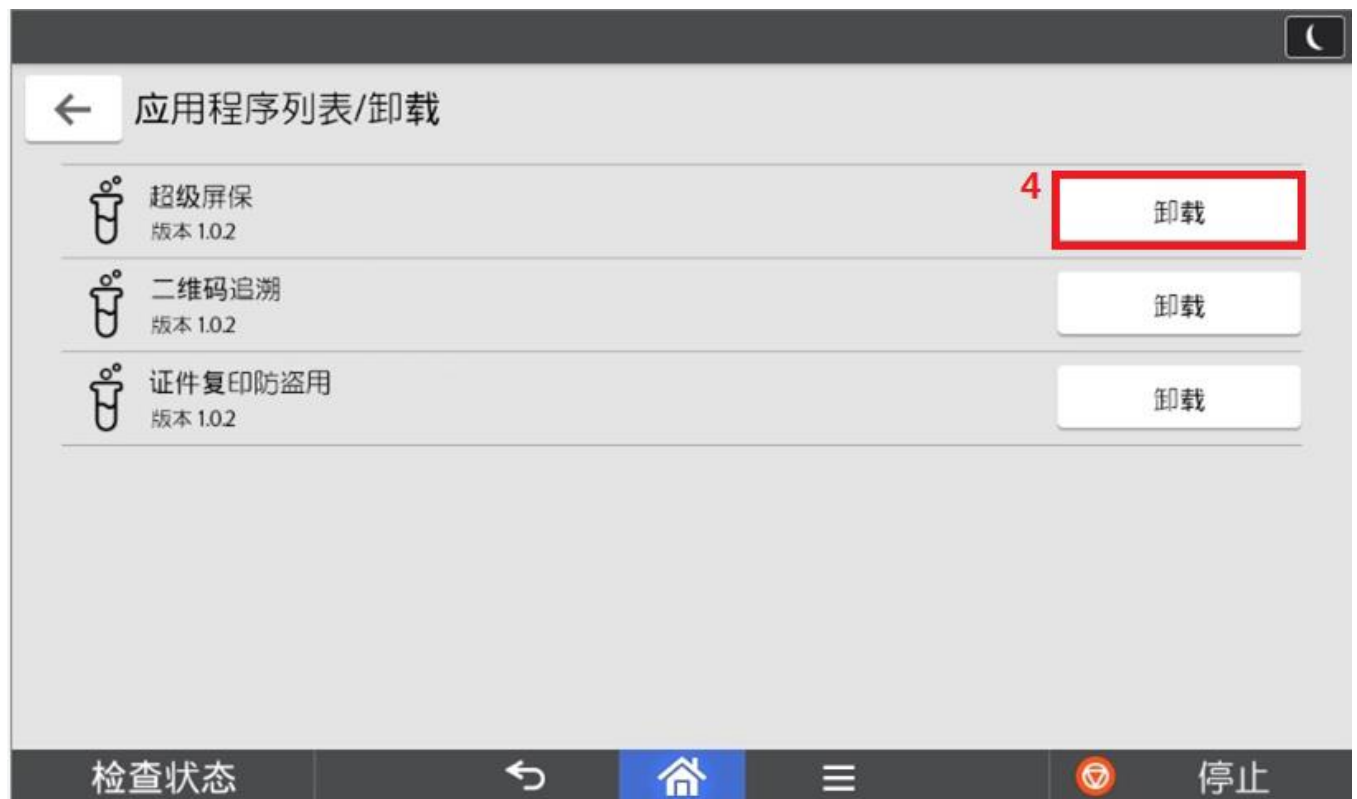 应用程序列表/卸载
超级屏保
版本 1.0.2
4
卸载
二维码追溯
版本 1.0.2
卸载
证件复印防盗用
版本 1.0.2
卸载
检查状态
停止